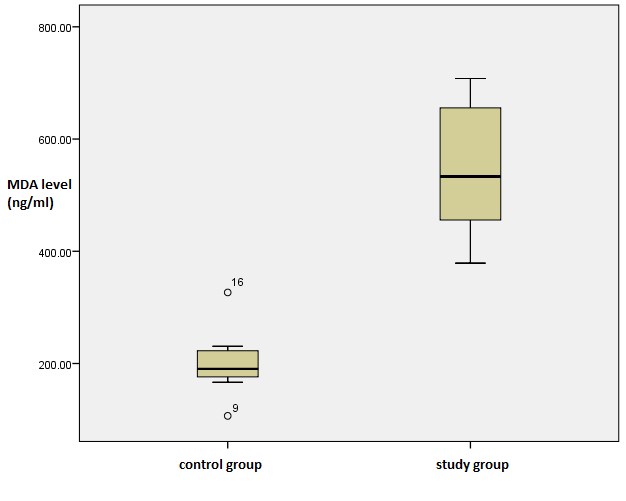 800.00
600.00
MDA level
(ng/ml)
400.00
16
200.00
9
control group
study group